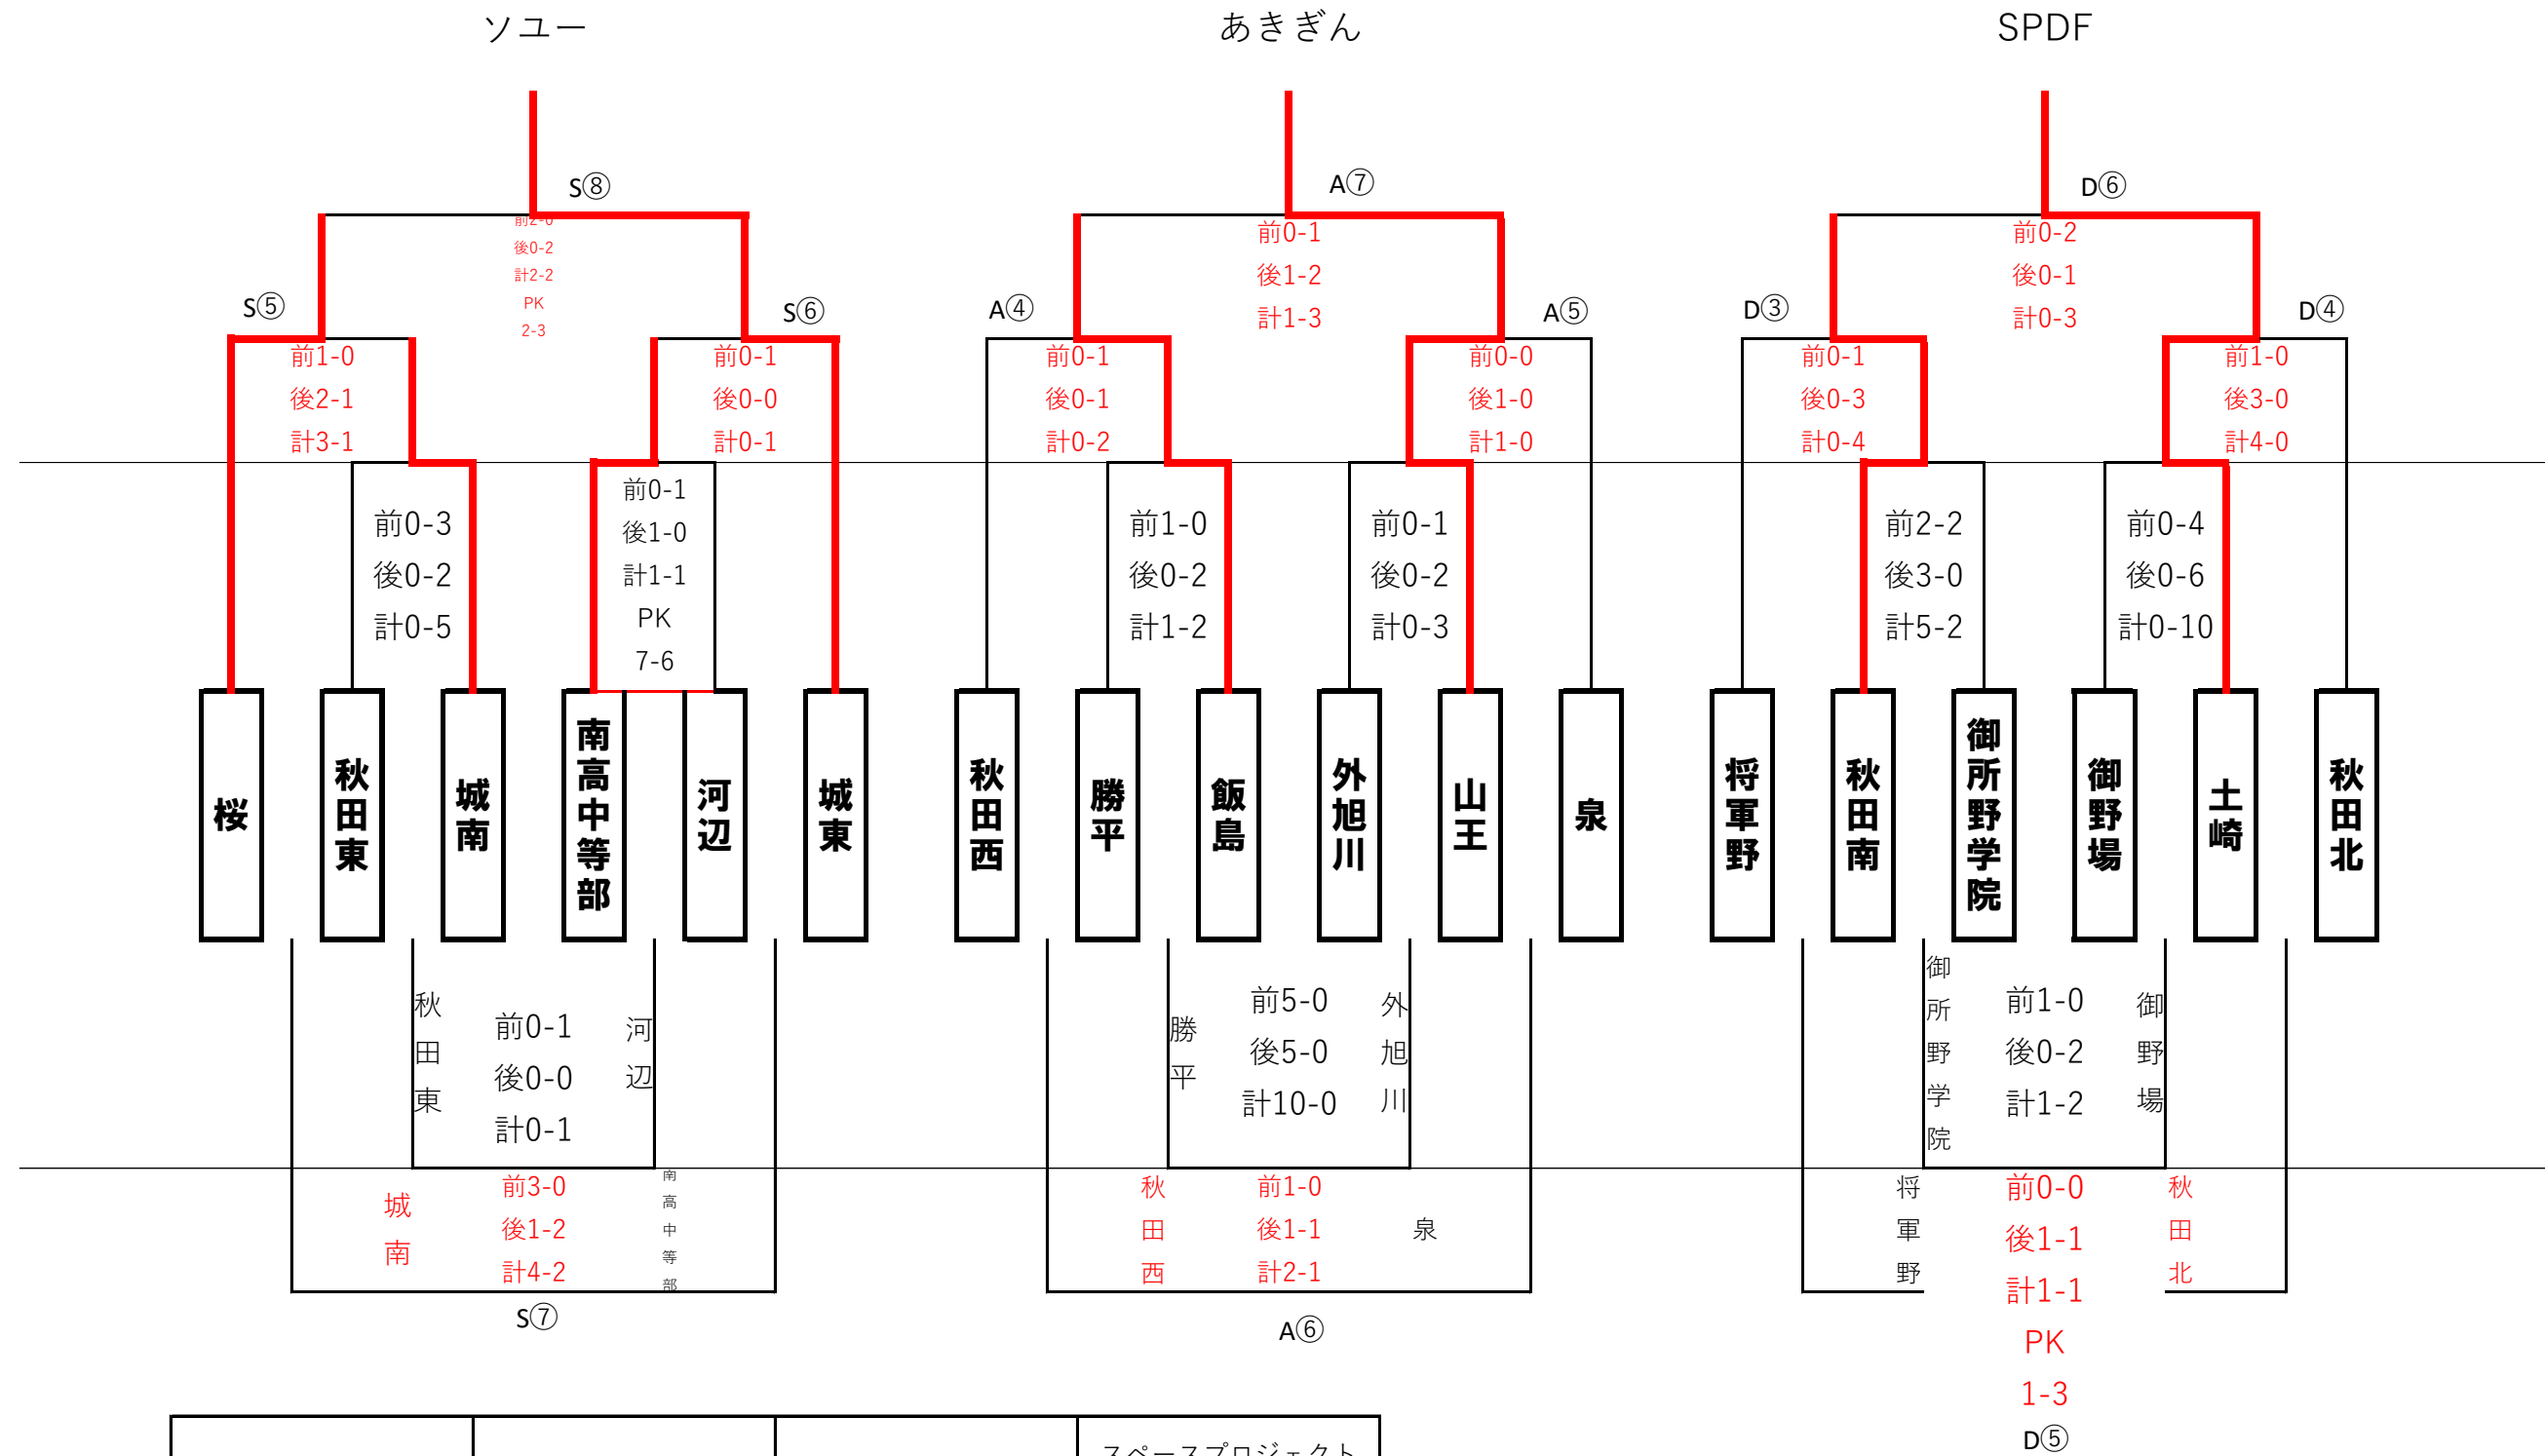 ソユー
あきぎん
SPDF
S⑧
A⑦
D⑥
前2-0
後0-2
計2-2
PK
2-3
前0-1
後1-2
計1-3
前0-2
後0-1
計0-3
S⑤
S⑥
A④
A⑤
D③
D④
前1-0
後2-1
計3-1
前0-1
後0-0
計0-1
前0-1
後0-1
計0-2
前0-0
後1-0
計1-0
前0-1
後0-3
計0-4
前1-0
後3-0
計4-0
前0-3
後0-2
計0-5
前0-1
後1-0
計1-1
PK
7-6
前1-0
後0-2
計1-2
前0-1
後0-2
計0-3
前2-2
後3-0
計5-2
前0-4
後0-6
計0-10
桜
秋田東
城南
南高中等部
河辺
城東
秋田西
勝平
飯島
外旭川
山王
泉
将軍野
秋田南
御所野学院
御野場
土崎
秋田北
秋田東
前0-1
後0-0
計0-1
河辺
勝平
前5-0
後5-0
計10-0
外旭川
御所野学院
前1-0
後0-2
計1-2
御野場
城南
前3-0
後1-2
計4-2
南高中等部
S⑦
秋田西
前1-0
後1-1
計2-1
泉
A⑥
将軍野
前0-0
後1-1
計1-1
PK
1-3
秋田北
D⑤
スペースプロジェクト